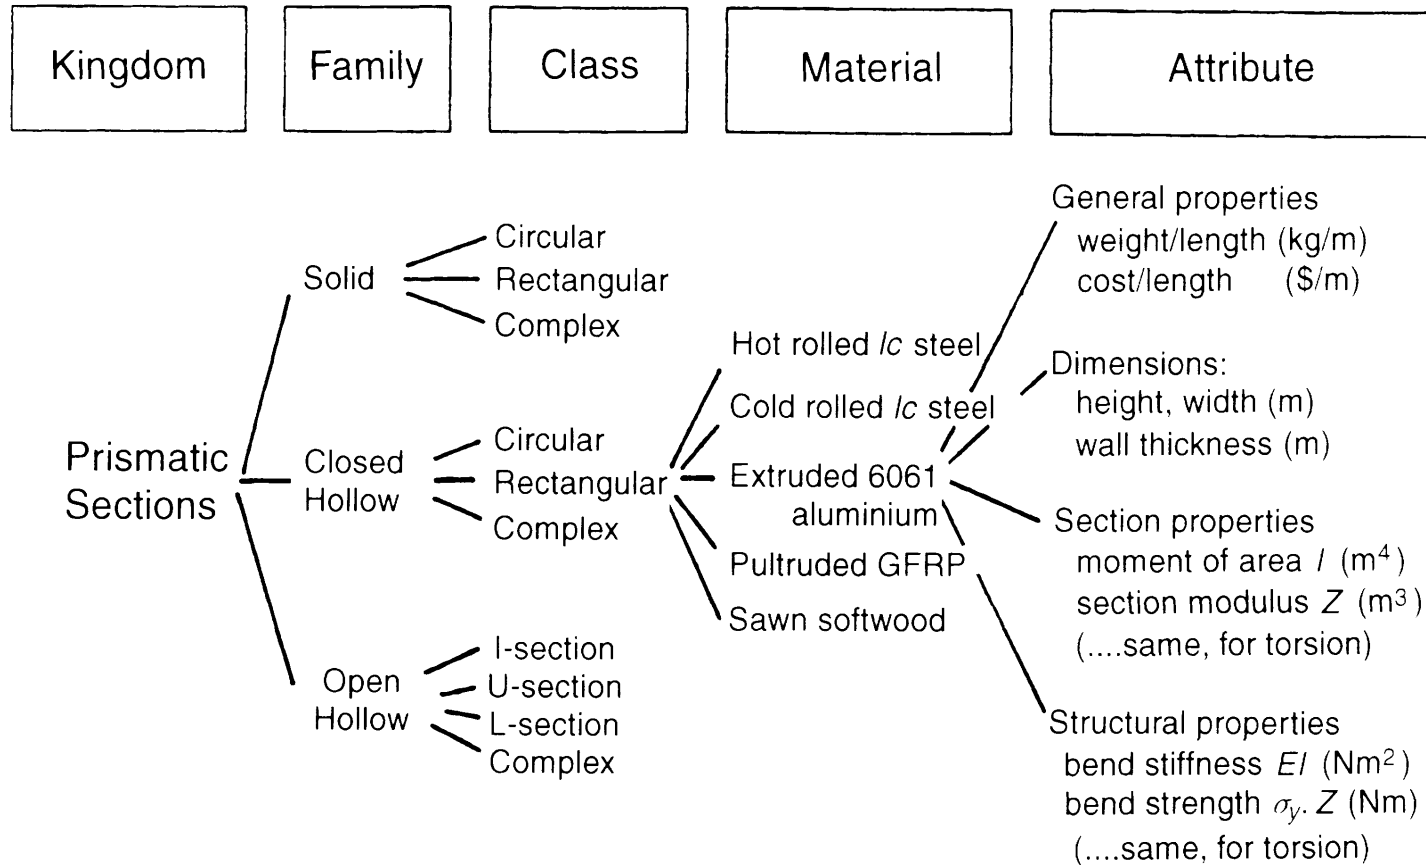 Kingdom
Family
Class
Material
Attribute
Prismatic
Sections
Solid
Closed
Hollow
Open
Hollow
Circular
Rectangular
Complex
Circular
Rectangular
Complex
I-section
U-section
L-section
Complex
Hot rolled lc steel
Cold rolled lc steel
Extruded 6061
aluminium
Pultruded GFRP
Sawn softwood
General properties
weight/length (kg/m)
cost/length ($/m)
Dimensions:
height, width (m)
wall thickness (m)
Section properties
moment of area I (m⁴)
section modulus Z (m³)
(....same, for torsion)
Structural properties
bend stiffness EI (Nm²)
bend strength σy. Z (Nm)
(....same, for torsion)